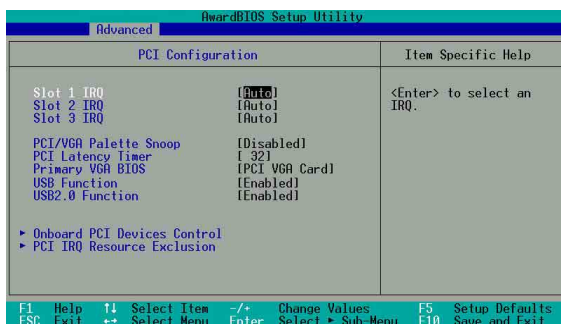 AwardBIOS Setup Utility
Advanced
PCI Configuration
Item Specific Help
Slot 1 IRQ [Auto]
Slot 2 IRQ [Auto]
Slot 3 IRQ [Auto]
<Enter> to select an
IRQ.
PCI/VGA Palette Snoop [Disabled]
PCI Latency Timer [ 32]
Primary VGA BIOS [PCI VGA Card]
USB Function [Enabled]
USB2.0 Function [Enabled]
► Onboard PCI Devices Control
► PCI IRQ Resource Exclusion
F1 Help ↑↓ Select Item -/+ Change Values F5 Setup Defaults
ESC Exit ↔ Select Menu Enter Select ► Sub-Menu F10 Save and Exit